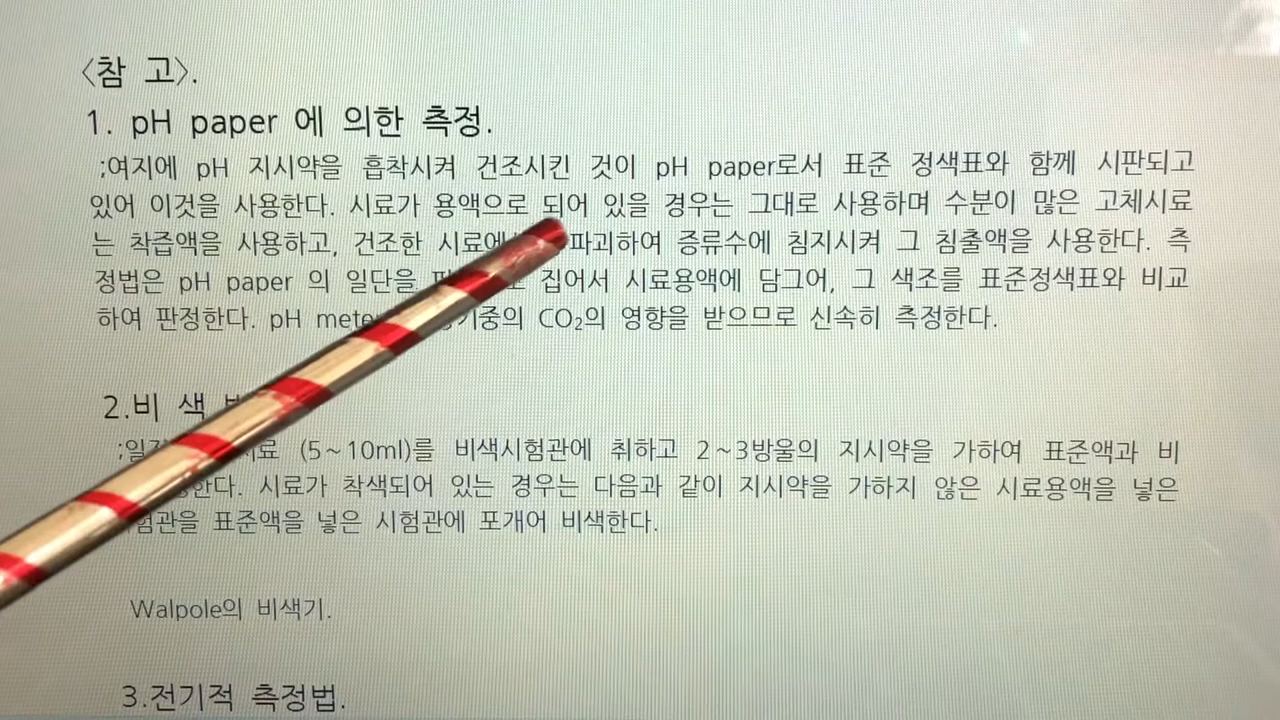 <참 고>.
1. pH paper 에 의한 측정.
;여지에 pH 지시약을 흡착시켜 건조시킨 것이 pH paper로서 표준 정색표와 함께 시판되고
있어 이것을 사용한다. 시료가 용액으로 되어 있을 경우는 그대로 사용하며 수분이 많은 고체시료
는 착즙액을 사용하고, 건조한 파괴하여 증류수에 침지시켜 그 침출액을 사용한다. 측
정법은 pH paper 의 일단을 집어서 시료용액에 담그어, 그 색조를 표준정색표와 비교
하여 판정한다. pH CO₂의 영향을 받으므로 신속히 측정한다.
2.비 색
(5~10ml)를 비색시험관에 취하고 2~3방울의 지시약을 가하여 표준액과 비
시료가 착색되어 있는 경우는 다음과 같이 지시약을 가하지 않은 시료용액을 넣은
표준액을 넣은 시험관에 포개어 비색한다.
Walpole의 비색기.
3.전기적 측정법.